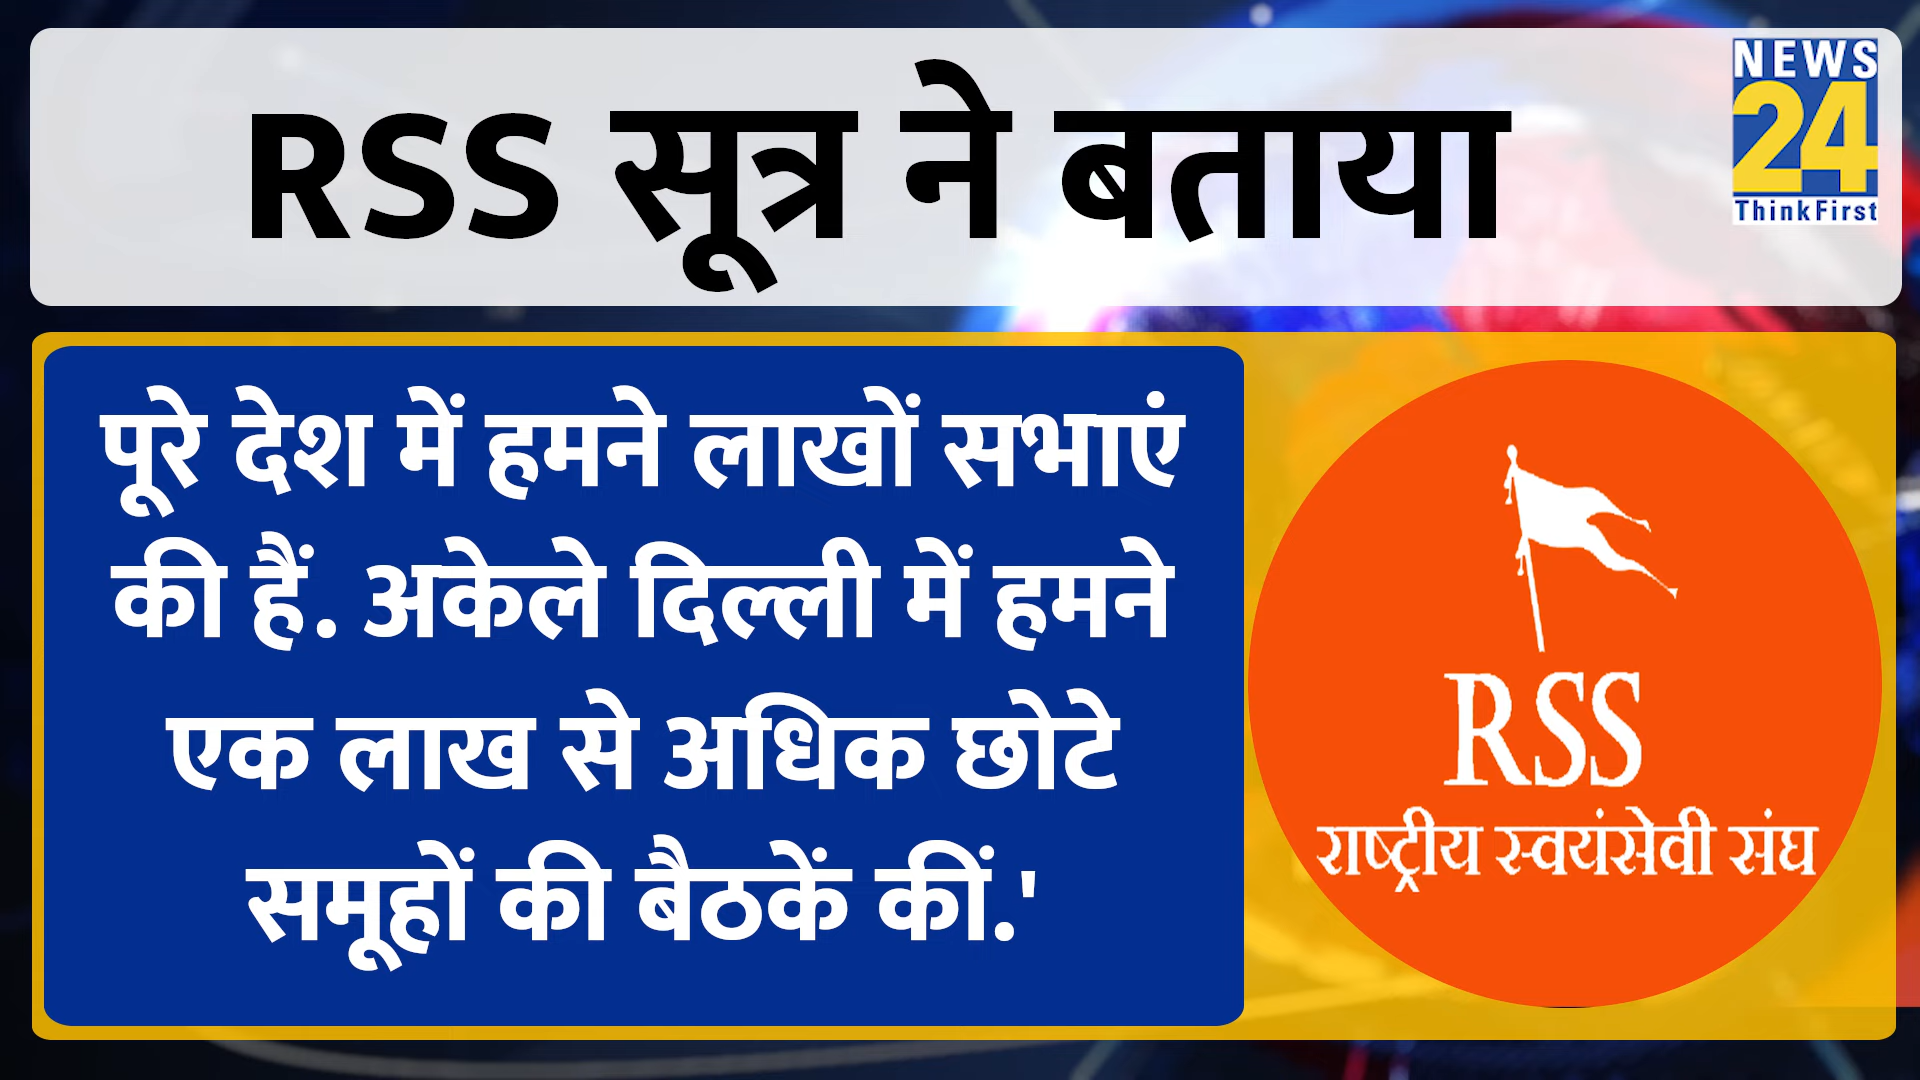 RSS सूत्र ने बताया
NEWS
24
ThinkFirst
पूरे देश में हमने लाखों सभाएं
की हैं. अकेले दिल्ली में हमने
एक लाख से अधिक छोटे
समूहों की बैठकें कीं.'
RSS
राष्ट्रीय स्वयंसेवी संघ